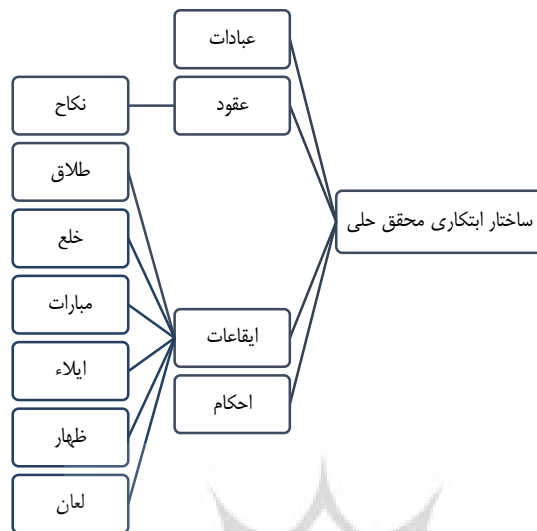 ساختار ابتکاری محقق حلی
عبادات
عقود
نکاح
ایقاعات
طلاق
خلع
مبارات
ایلاء
ظهار
لعان
احکام